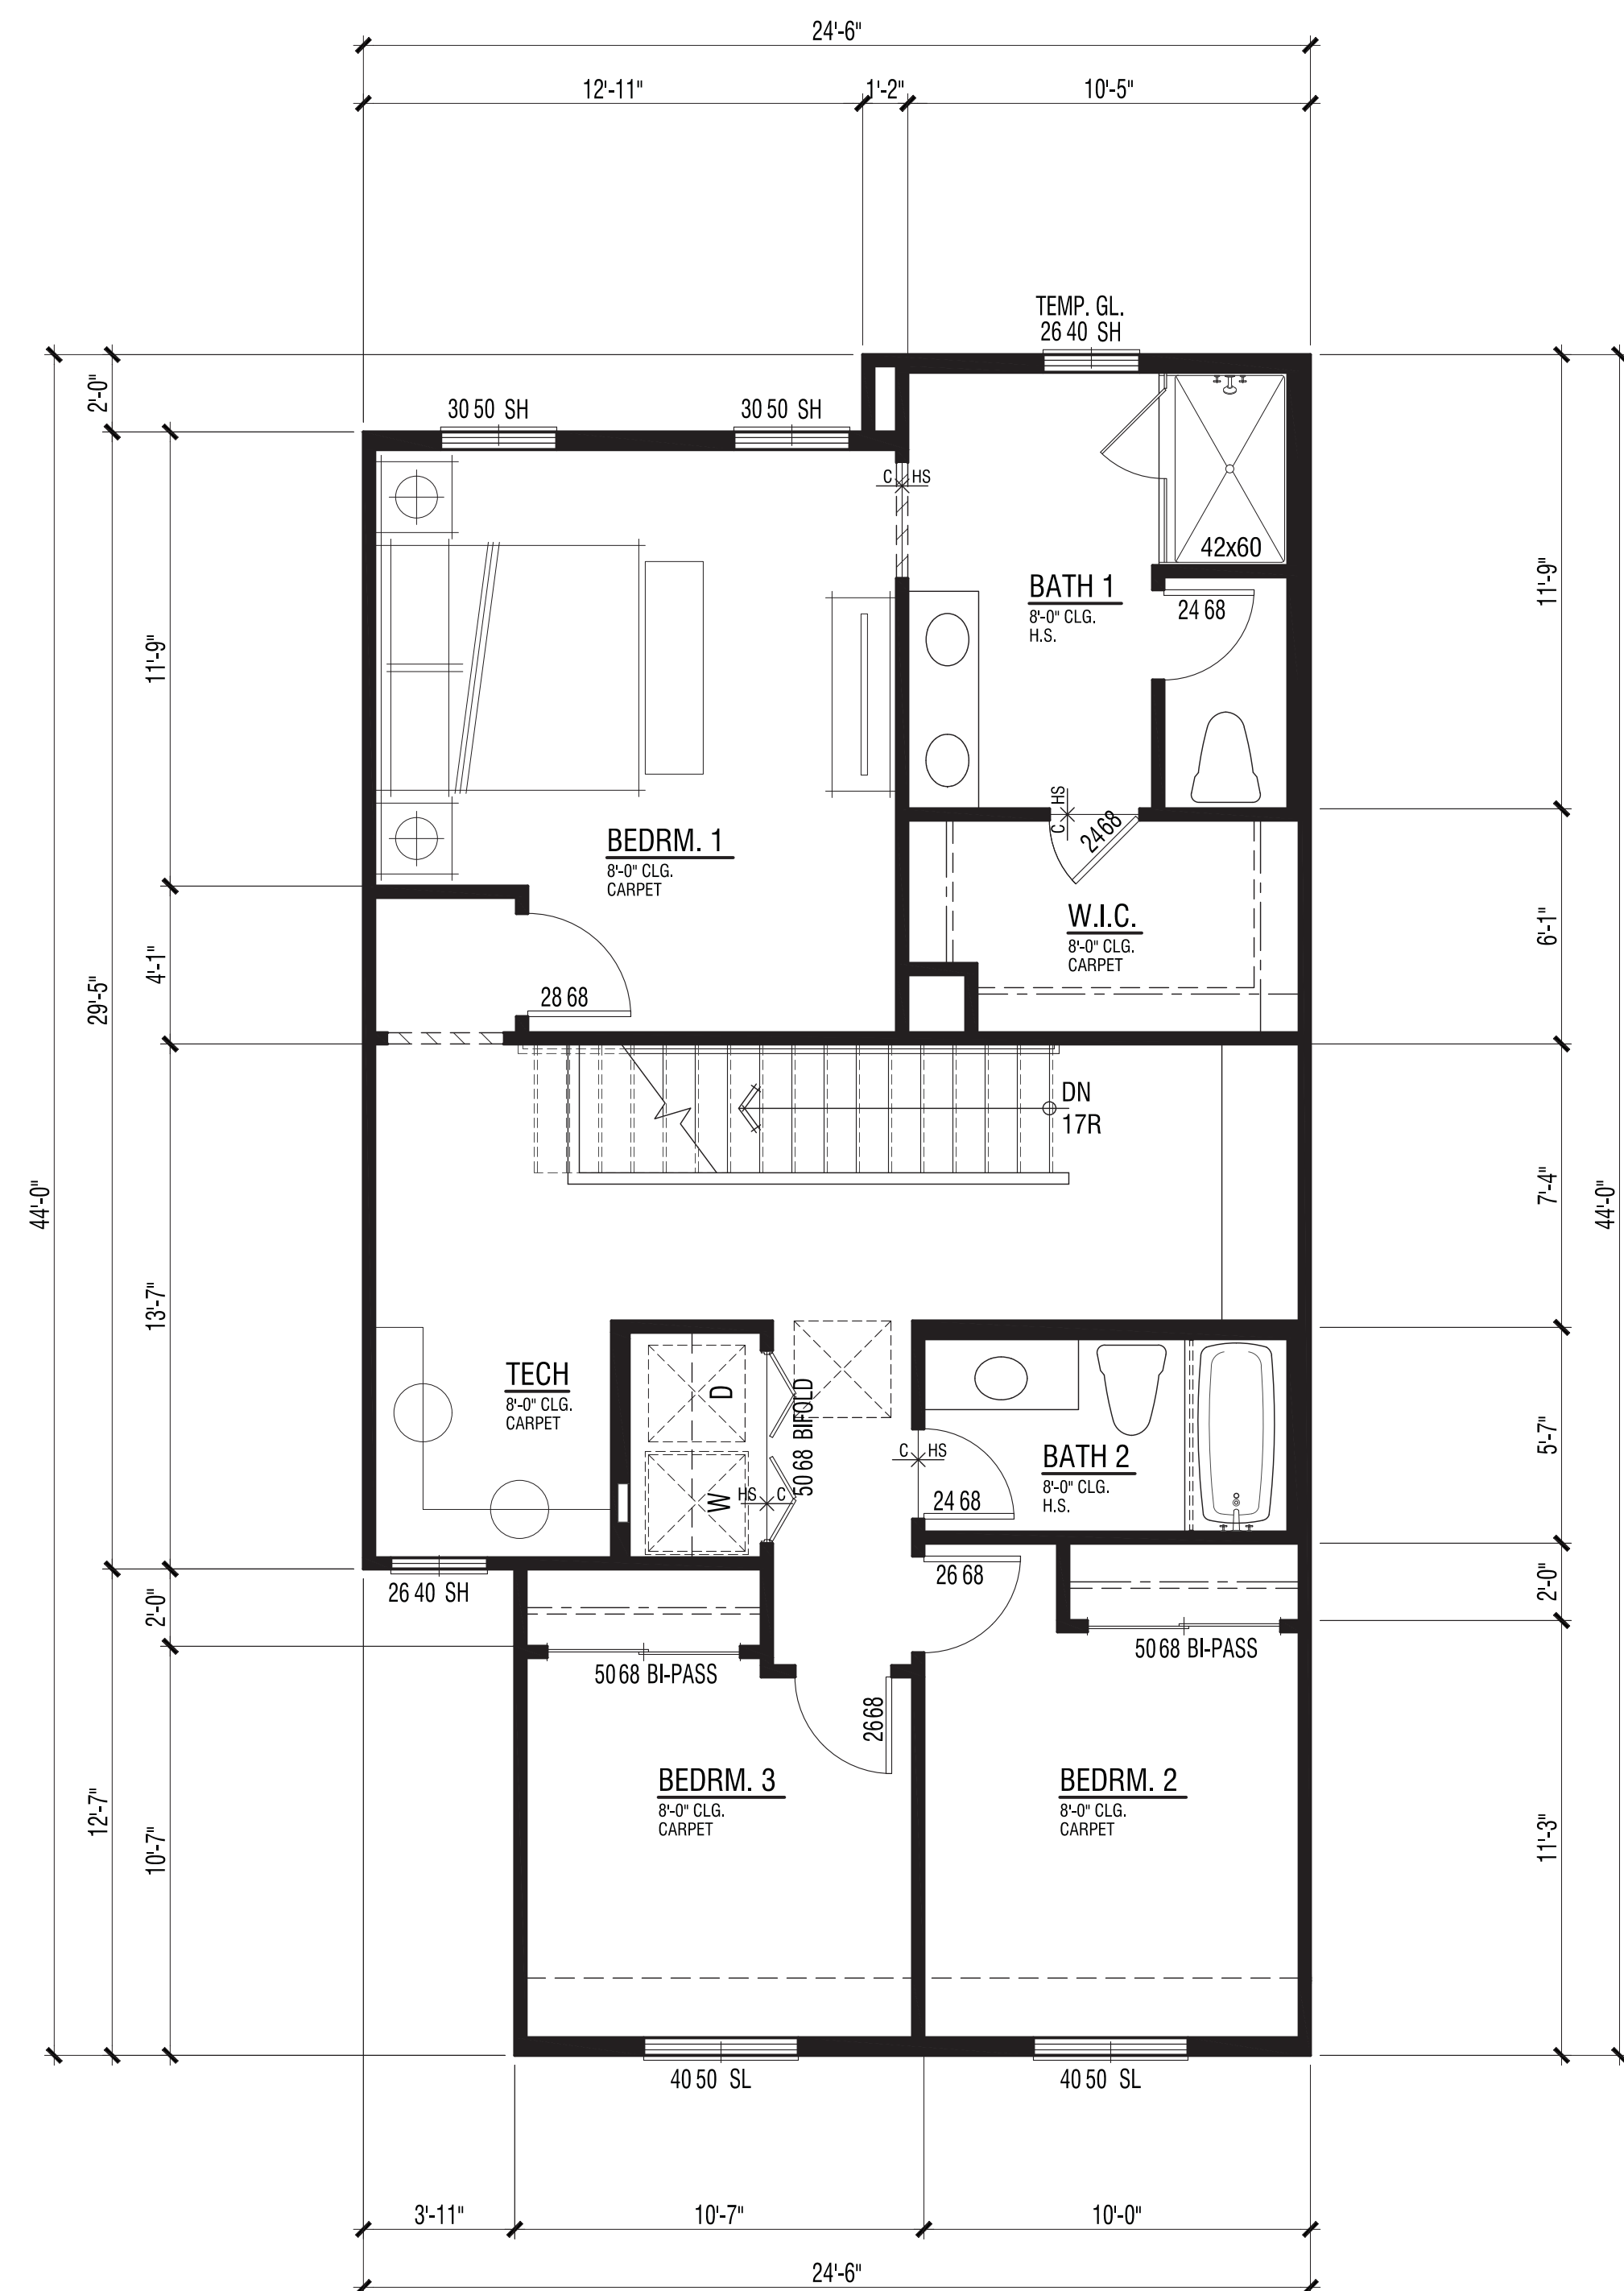 24'-6"
12'-11" 1'-2" 10'-5"
TEMP. GL.
26 40 SH
2'-0"
30 50 SH 30 50 SH
C HS
42x60
BATH 1
8'-0" CLG.
H.S.
24 68
11'-9"
11'-9"
HS
C
2468
BEDRM. 1
8'-0" CLG.
CARPET
W.I.C.
8'-0" CLG.
CARPET
6'-1"
4'-1"
29'-5"
28 68
DN
17R
44'-0"
7'-4"
44'-0"
13'-7"
TECH
8'-0" CLG.
CARPET
D
50 68 BIFOLD
W
HS C
C HS
BATH 2
8'-0" CLG.
H.S.
24 68
5'-7"
26 40 SH
26 68
2'-0"
2'-0"
50 68 BI-PASS
50 68 BI-PASS
2668
BEDRM. 3
8'-0" CLG.
CARPET
BEDRM. 2
8'-0" CLG.
CARPET
12'-7"
10'-7"
11'-3"
40 50 SL 40 50 SL
3'-11" 10'-7" 10'-0"
24'-6"